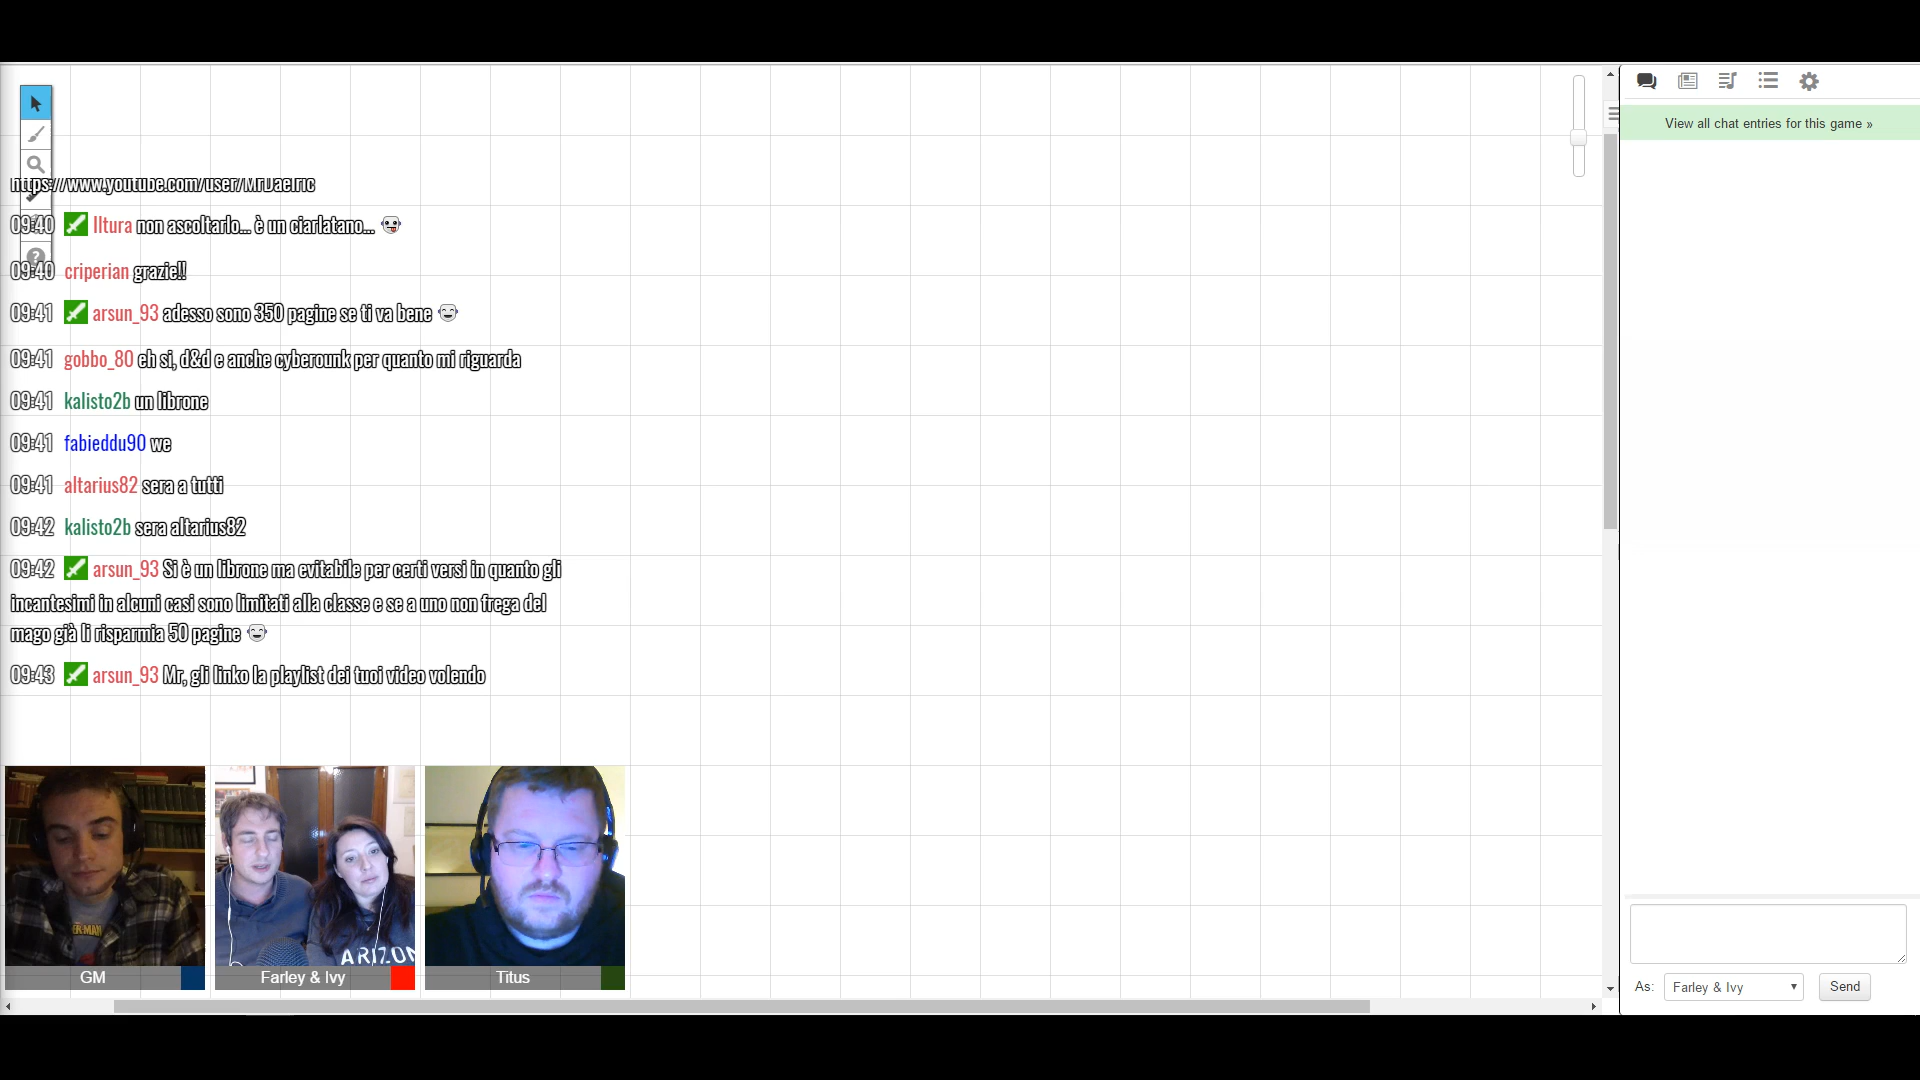 View all chat entries for this game »
https://www.youtube.com/user/MrDaelric
09:40 Iltura non ascoltarlo... è un ciarlatano...
09:40 criperian grazie!!
09:41 arsun_93 adesso sono 350 pagine se ti va bene
09:41 gobbo_80 eh si, d&d e anche cyberounk per quanto mi riguarda
09:41 kalisto2b un librone
09:41 fabieddu90 we
09:41 altarius82 sera a tutti
09:42 kalisto2b sera altarius82
09:42 arsun_93 Si è un librone ma evitabile per certi versi in quanto gli
incantesimi in alcuni casi sono limitati alla classe e se a uno non frega del
mago già li risparmia 50 pagine
09:43 arsun_93 Mr, gli linko la playlist dei tuoi video volendo
ARIZON
GM
Farley & Ivy
Titus
As: Farley & Ivy Send